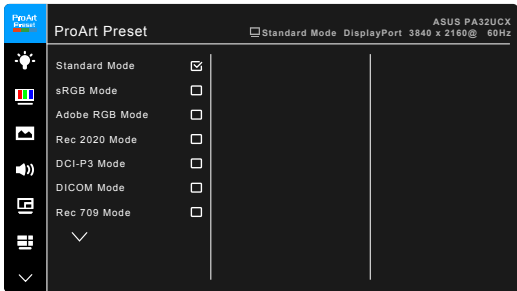 ProArt
Preset
ProArt Preset
ASUS PA32UCX
Standard Mode DisplayPort 3840 x 2160@ 60Hz
Standard Mode
sRGB Mode
Adobe RGB Mode
Rec 2020 Mode
DCI-P3 Mode
DICOM Mode
Rec 709 Mode